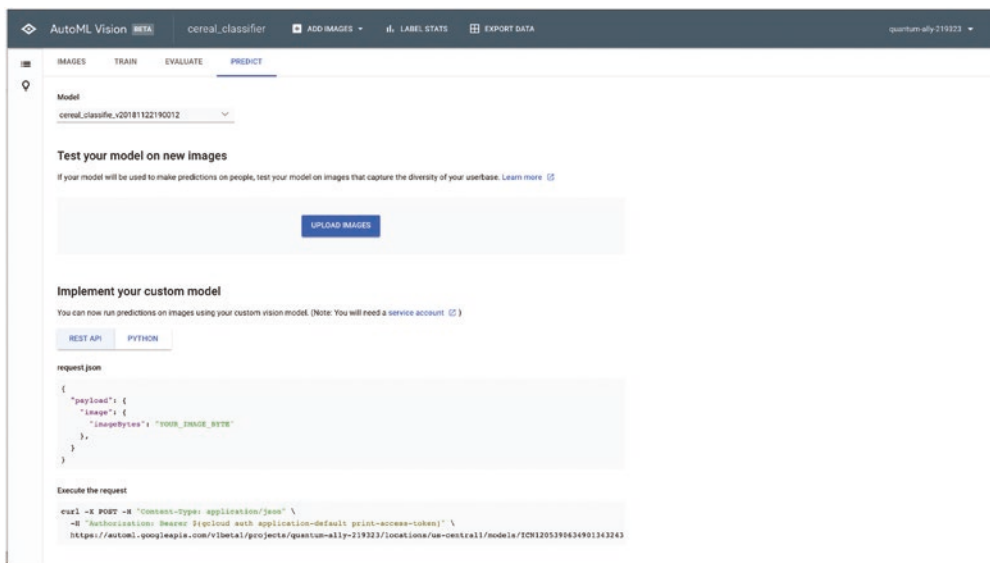 AutoML Vision BETA cereal_classifier ADD IMAGES LABEL STATS EXPORT DATA quantum-ally-219323
IMAGES TRAIN EVALUATE PREDICT
Model
cereal_classifie_v20181122190012
Test your model on new images
If your model will be used to make predictions on people, test your model on images that capture the diversity of your userbase. Learn more
UPLOAD IMAGES
Implement your custom model
You can now run predictions on images using your custom vision model. (Note: You will need a service account )
REST API PYTHON
request.json
{
"payload": {
"image": {
"imageBytes": "YOUR_IMAGE_BYTE"
},
}
}
Execute the request
curl -X POST -H "Content-Type: application/json" \
-H "Authorization: Bearer $(gcloud auth application-default print-access-token)" \
https://automl.googleapis.com/v1beta1/projects/quantum-ally-219323/locations/us-central1/models/ICN1205390634901343243